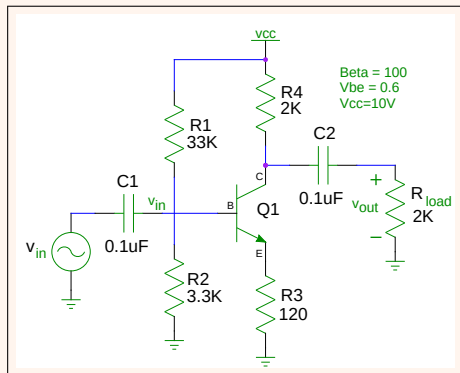 vcc
Beta = 100
Vbe = 0.6
Vcc=10V
R4
2K
R1
33K
C2
0.1uF
C
B
E
Q1
C1
0.1uF
vin
vin
+
vout
−
Rload
2K
R2
3.3K
R3
120